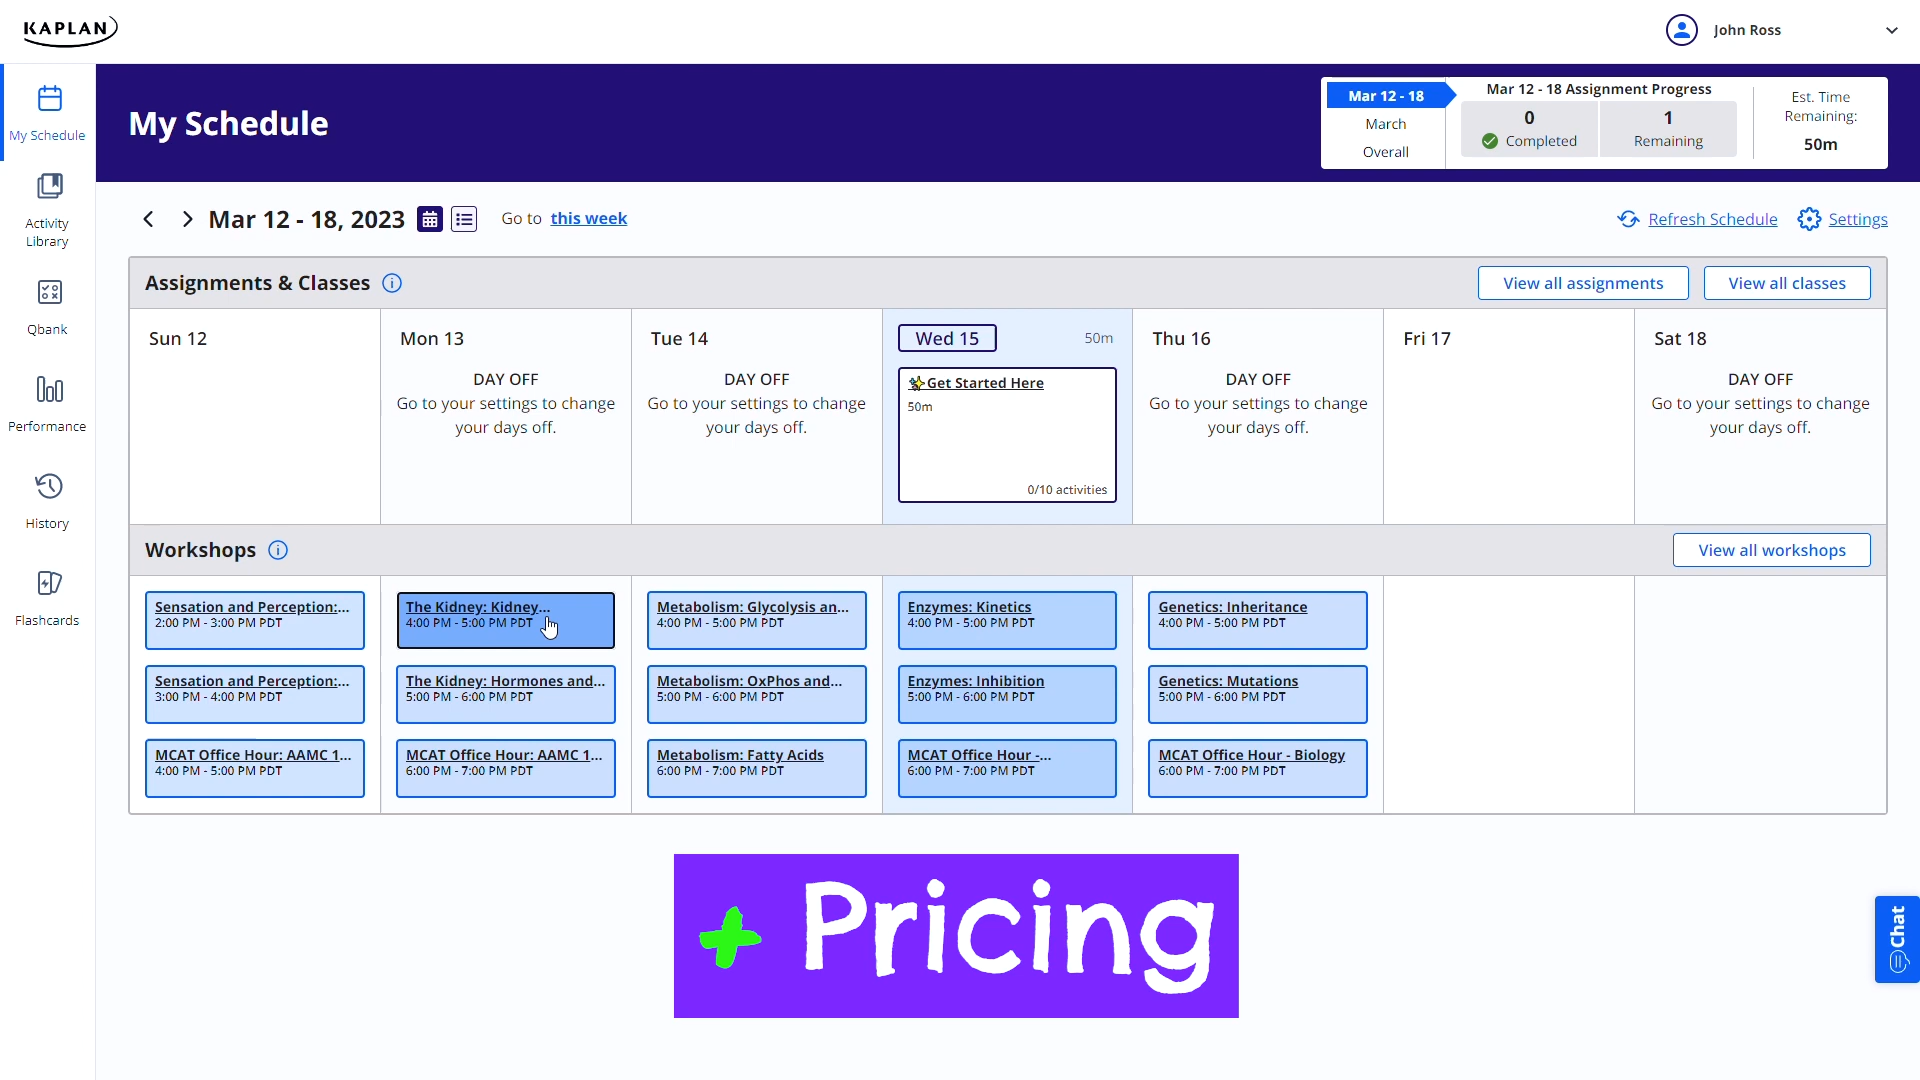 KAPLAN
John Ross
My Schedule
Activity
Library
Qbank
Performance
History
Flashcards
My Schedule
Mar 12 - 18
March
Overall
Mar 12 - 18 Assignment Progress
0
Completed
1
Remaining
Est. Time
Remaining:
50m
Mar 12 - 18, 2023
Go to this week
Refresh Schedule
Settings
Assignments & Classes
View all assignments
View all classes
Sun 12
Mon 13
DAY OFF
Go to your settings to change
your days off.
Tue 14
DAY OFF
Go to your settings to change
your days off.
Wed 15
50m
Get Started Here
50m
0/10 activities
Thu 16
DAY OFF
Go to your settings to change
your days off.
Fri 17
Sat 18
DAY OFF
Go to your settings to change
your days off.
Workshops
View all workshops
Sensation and Perception:...
2:00 PM - 3:00 PM PDT
Sensation and Perception:...
3:00 PM - 4:00 PM PDT
MCAT Office Hour: AAMC 1...
4:00 PM - 5:00 PM PDT
The Kidney: Kidney...
4:00 PM - 5:00 PM PDT
The Kidney: Hormones and...
5:00 PM - 6:00 PM PDT
MCAT Office Hour: AAMC 1...
6:00 PM - 7:00 PM PDT
Metabolism: Glycolysis an...
4:00 PM - 5:00 PM PDT
Metabolism: OxPhos and...
5:00 PM - 6:00 PM PDT
Metabolism: Fatty Acids
6:00 PM - 7:00 PM PDT
Enzymes: Kinetics
4:00 PM - 5:00 PM PDT
Enzymes: Inhibition
5:00 PM - 6:00 PM PDT
MCAT Office Hour -...
6:00 PM - 7:00 PM PDT
Genetics: Inheritance
4:00 PM - 5:00 PM PDT
Genetics: Mutations
5:00 PM - 6:00 PM PDT
MCAT Office Hour - Biology
6:00 PM - 7:00 PM PDT
+ Pricing
Chat